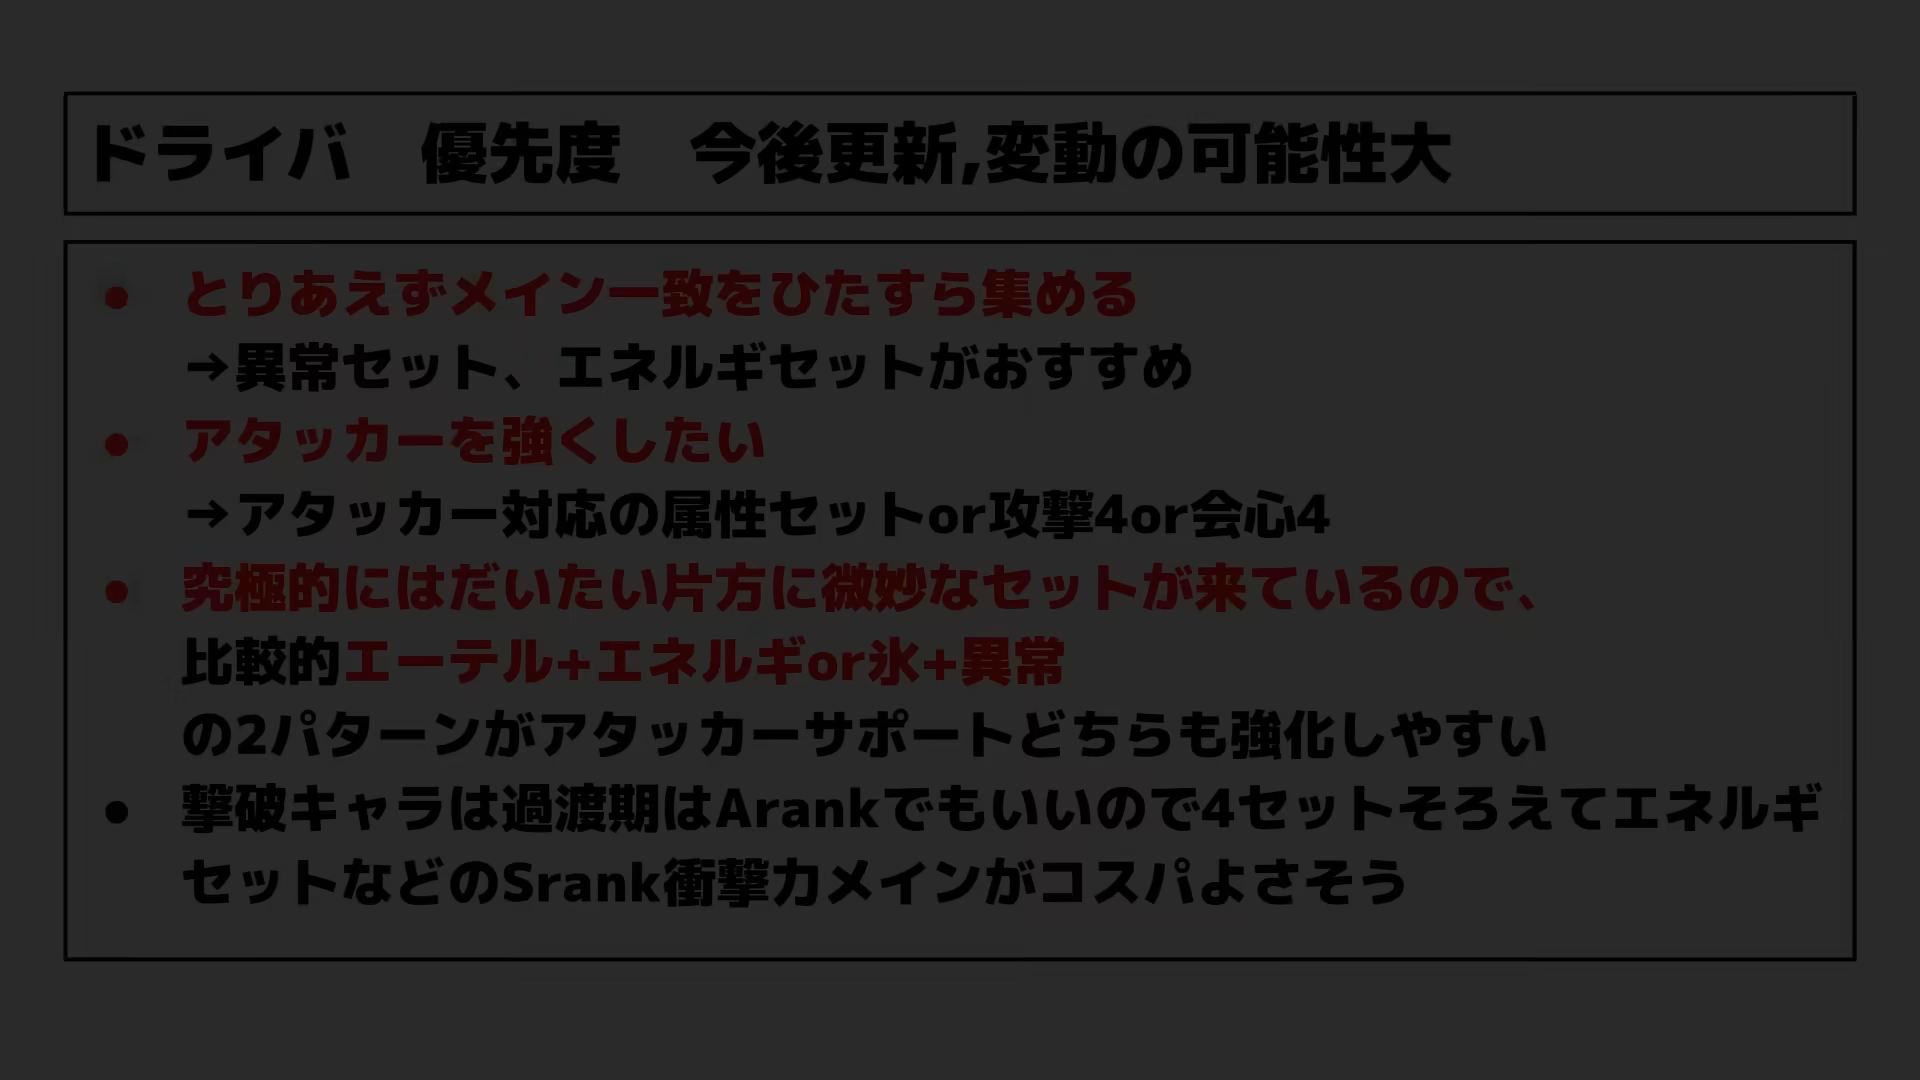 ドライバ　優先度　今後更新,変動の可能性大
• とりあえずメイン一致をひたすら集める
→異常セット、エネルギセットがおすすめ
• アタッカーを強くしたい
→アタッカー対応の属性セットor攻撃4or会心4
• 究極的にはだいたい片方に微妙なセットが来ているので、
比較的エーテル+エネルギor氷+異常
の2パターンがアタッカーサポートどちらも強化しやすい
• 撃破キャラは過渡期はArankでもいいので4セットそろえてエネルギ
セットなどのSrank衝撃力メインがコスパよさそう